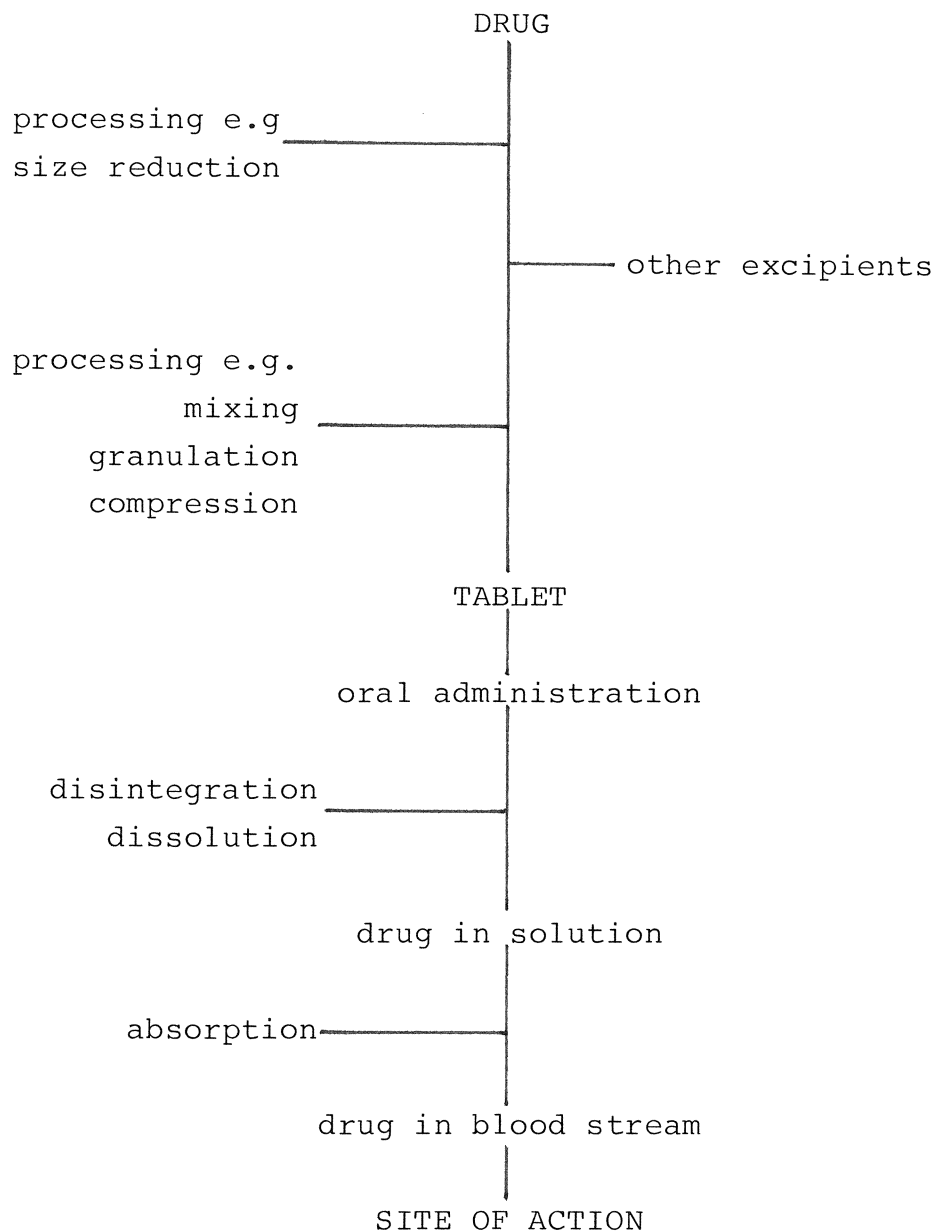 DRUG
processing e.g
size reduction
other excipients
processing e.g.
mixing
granulation
compression
TABLET
oral administration
disintegration
dissolution
drug in solution
absorption
drug in blood stream
SITE OF ACTION